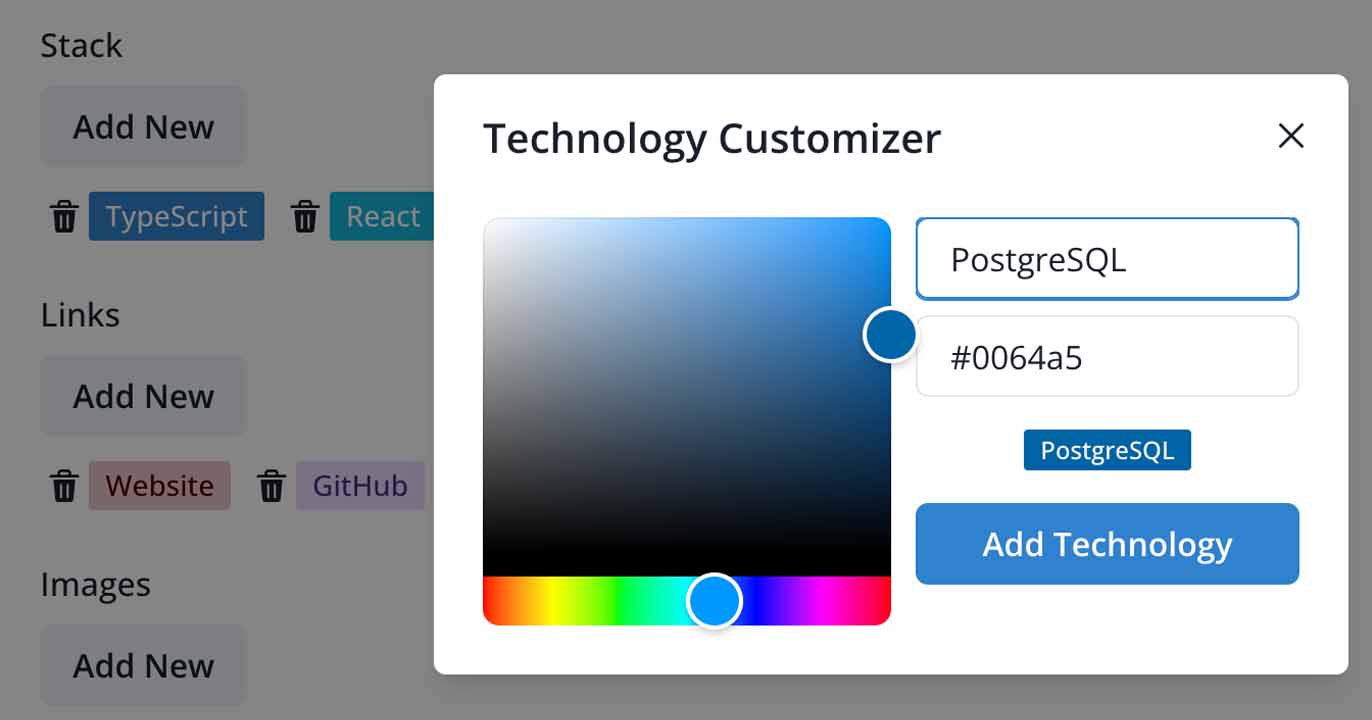 Stack
Add New
TypeScript React
Links
Add New
Website GitHub
Images
Add New
Technology Customizer
PostgreSQL
#0064a5
PostgreSQL
Add Technology